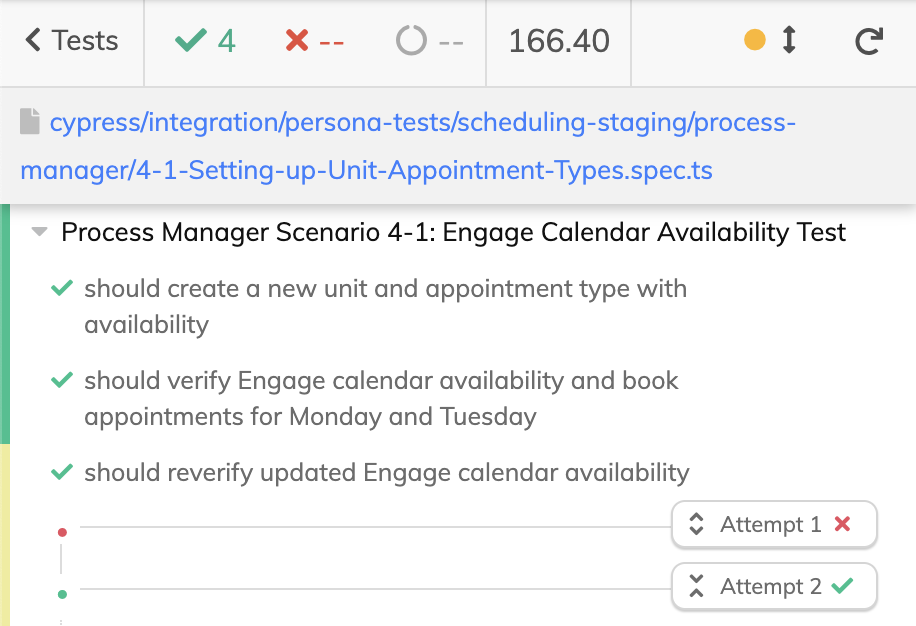 Tests 4 -- -- 166.40
cypress/integration/persona-tests/scheduling-staging/process-
manager/4-1-Setting-up-Unit-Appointment-Types.spec.ts
Process Manager Scenario 4-1: Engage Calendar Availability Test
should create a new unit and appointment type with
availability
should verify Engage calendar availability and book
appointments for Monday and Tuesday
should reverify updated Engage calendar availability
Attempt 1
Attempt 2